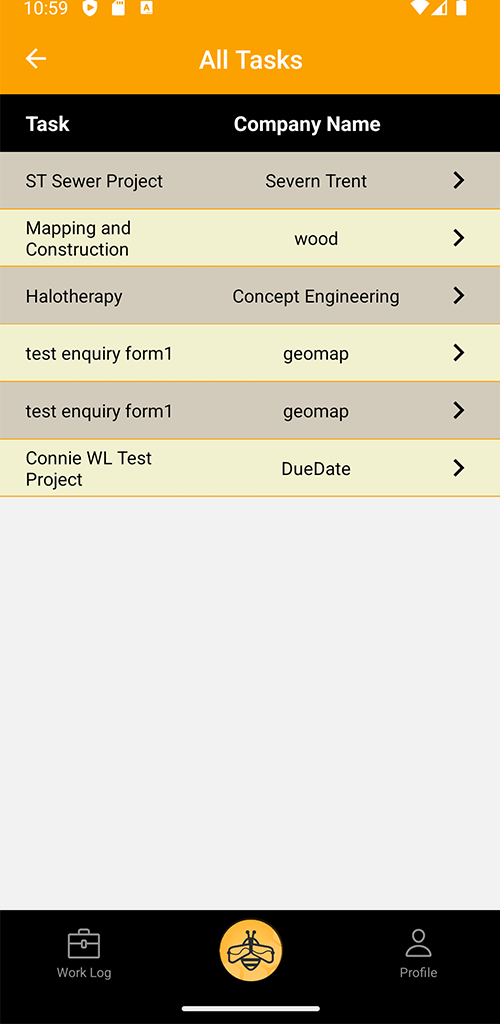 10:59
A
All Tasks
Task Company Name
ST Sewer Project Severn Trent
Mapping and
Construction
wood
Halotherapy Concept Engineering
test enquiry form1 geomap
test enquiry form1 geomap
Connie WL Test
Project
DueDate
Work Log
Profile